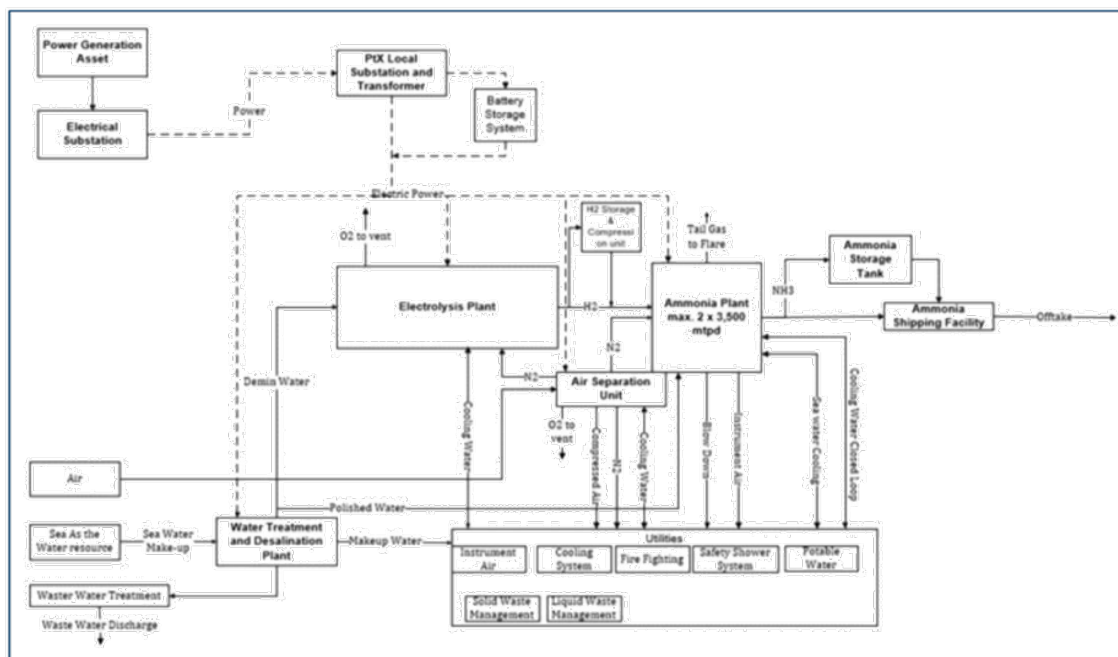 Power Generation
Asset
Electrical
Substation
Power
PtX Local
Substation and
Transformer
Battery
Storage
System.
Electric Power
O2 to vent
H2 Storage
&
Compressi
on unit
Tail Gas
to Flare
Ammonia
Storage
Tank
Electrolysis Plant
H2
Ammonia Plant
max. 2 x 3,500
mtpd
NH3
Ammonia
Shipping Facility
Offtake
N2
N2
Air Separation
Unit
Demin Water
Cooling Water
O2 to
vent
Compressed Air
N2
Cooling Water
Blow Down
Instrument Air
Sea water Cooling
Cooling Water Closed Loop
Air
Polished Water
Sea As the
Water resource
Sea Water
Make-up
Water Treatment
and Desalination
Plant
Makeup Water
Utilities
Instrument
Air
Cooling
System
Fire Fighting
Safety Shower
System
Potable
Water
Solid Waste
Management
Liquid Waste
Management
Waster Water Treatment
Waste Water Discharge